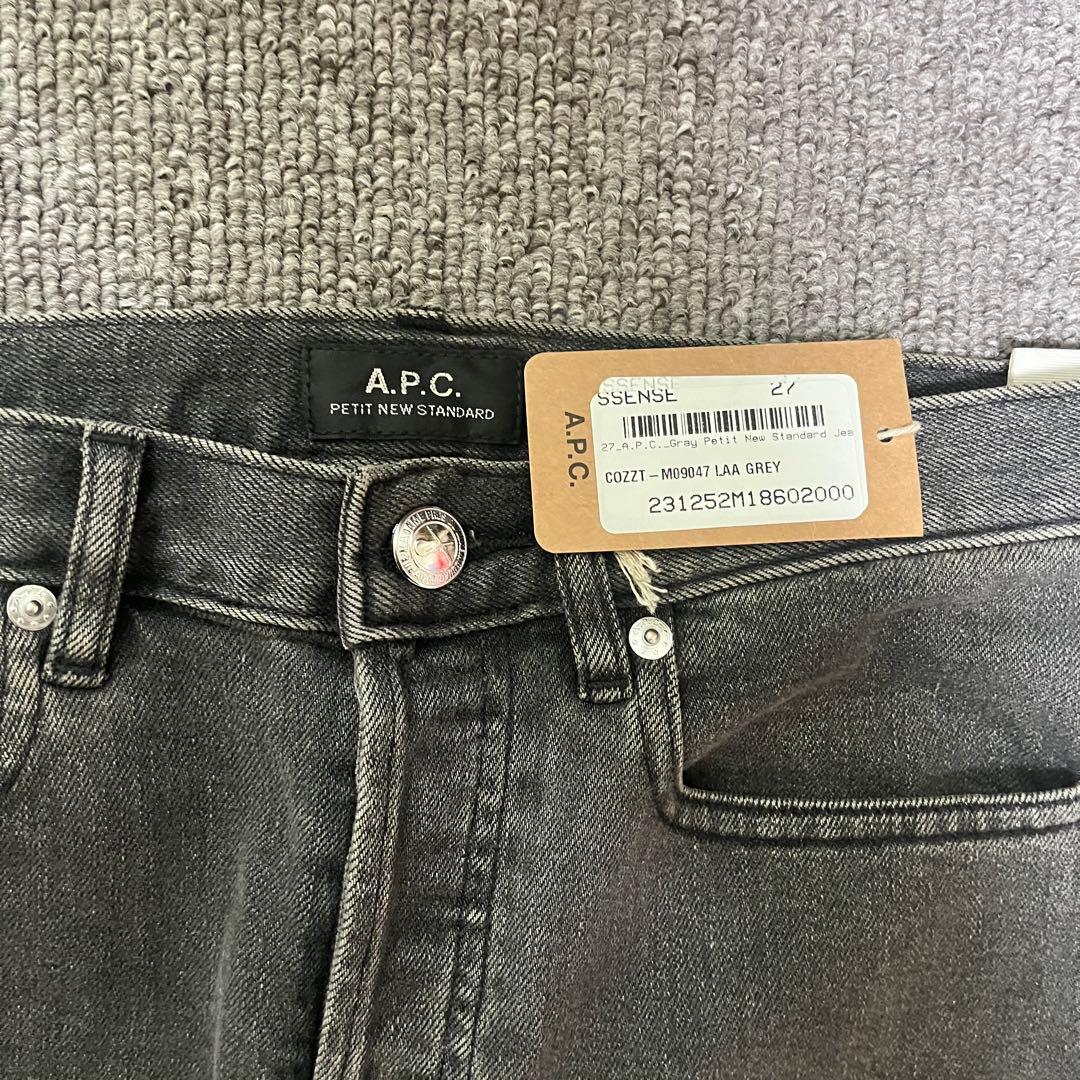 A.P.C.
PETIT NEW STANDARD
A.P.C.
SSENSE 27
27_A.P.C._Gray Petit New Standard Jea
COZZT-M09047 LAA GREY
231252M18602000